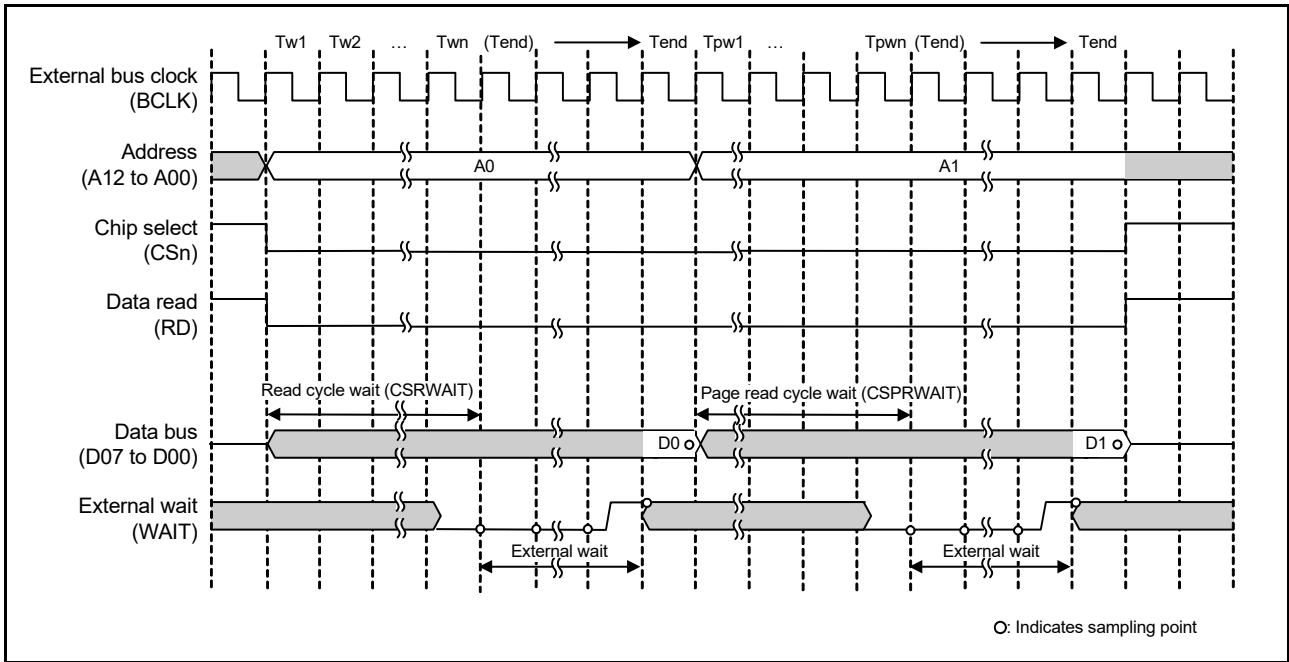 Tw1 Tw2 … Twn (Tend) Tend Tpw1 … Tpwn (Tend) Tend
External bus clock
(BCLK)
Address
(A12 to A00)
A0 A1
Chip select
(CSn)
Data read
(RD)
Read cycle wait (CSRWAIT) Page read cycle wait (CSPRWAIT)
Data bus
(D07 to D00)
D0 D1
External wait
(WAIT)
External wait External wait
O: Indicates sampling point